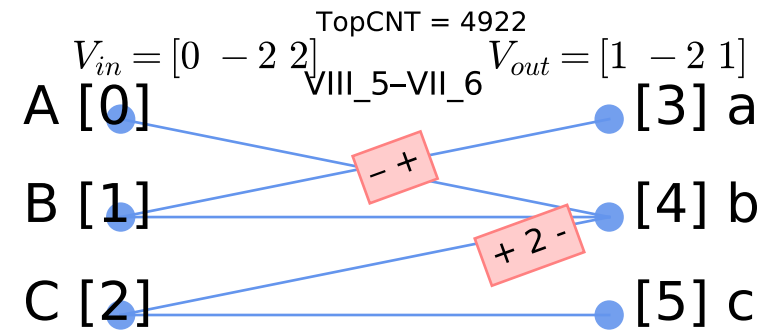 TopCNT = 4922
V_in = [0 − 2 2]
V_out = [1 − 2 1]
VIII_5–VII_6
A [0]
[3] a
– +
B [1]
[4] b
+ 2 -
C [2]
[5] c